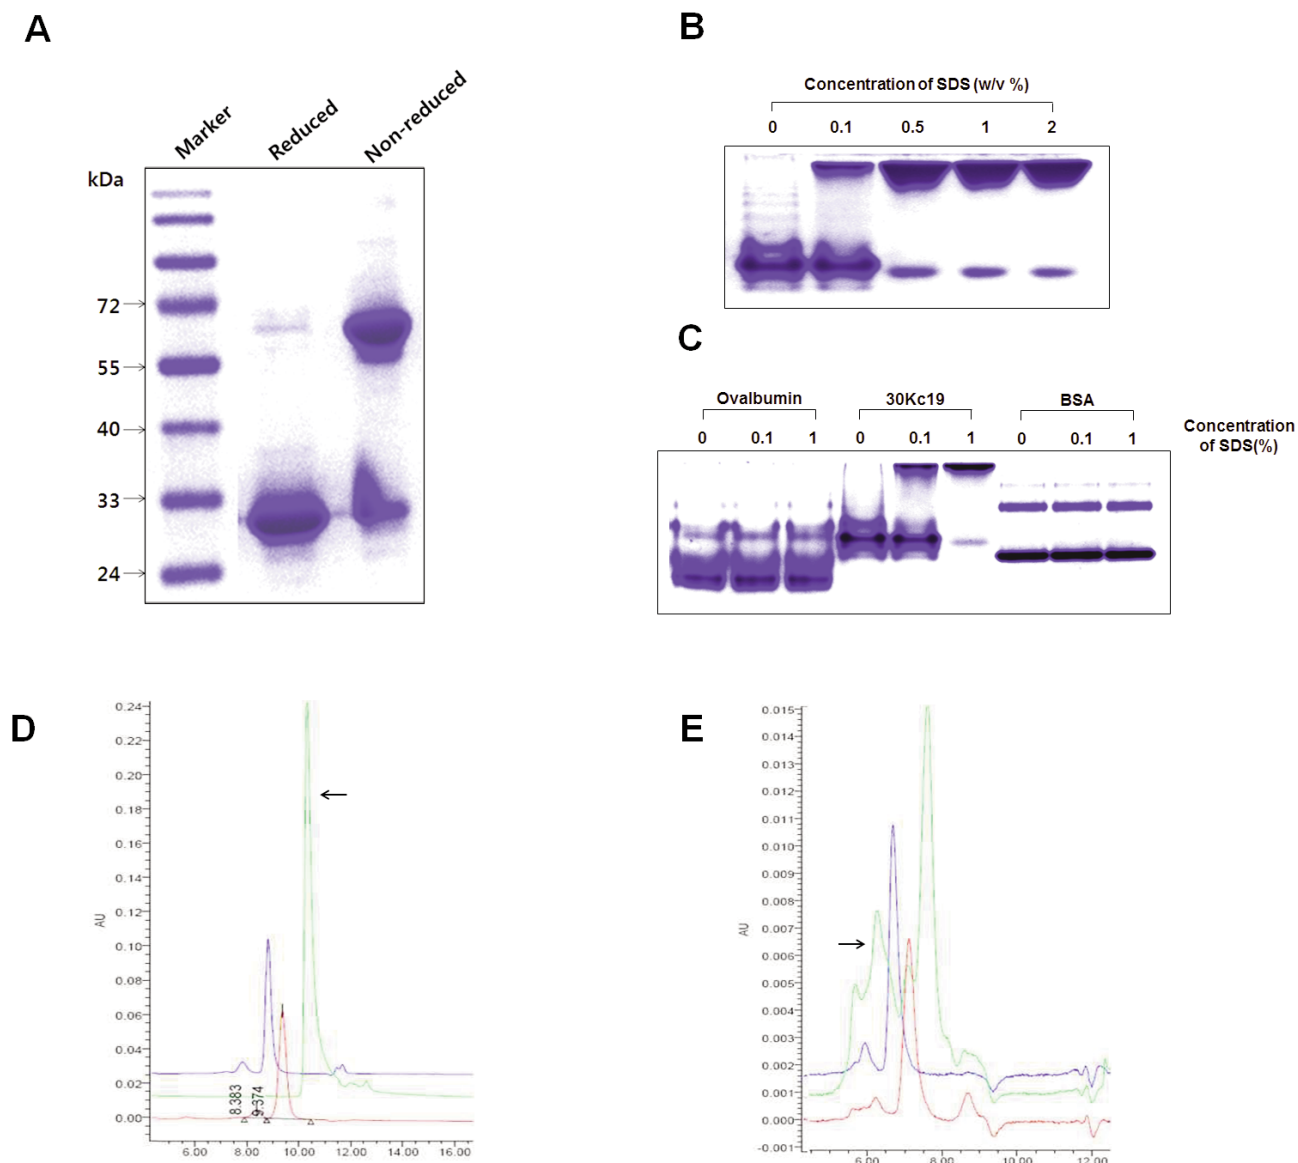 A
Marker
Reduced
Non-reduced
kDa
72
55
40
33
24
B
Concentration of SDS (w/v %)
0 0.1 0.5 1 2
C
Ovalbumin 30Kc19 BSA
0 0.1 1 0 0.1 1 0 0.1 1
Concentration
of SDS(%)
D
0.24
0.22
0.20
0.18
0.16
0.14
0.12
0.10
0.08
0.06
0.04
0.02
0.00
AU
8.383
9.374
6.00 8.00 10.00 12.00 14.00 16.00
E
0.015
0.014
0.013
0.012
0.011
0.010
0.009
0.008
0.007
0.006
0.005
0.004
0.003
0.002
0.001
0.000
-0.001
AU
6.00 8.00 10.00 12.00